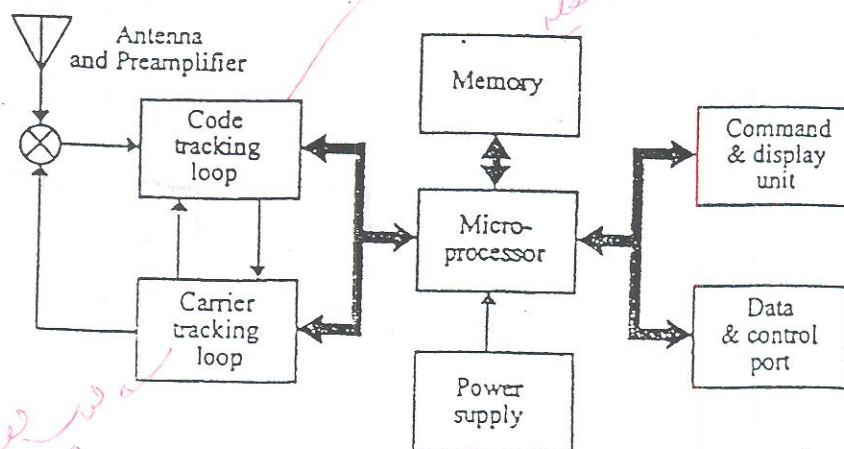 Antenna
and Preamplifier
Code
tracking
loop
Carrier
tracking
loop
Memory
Micro-
processor
Power
supply
Command
& display
unit
Data
& control
port